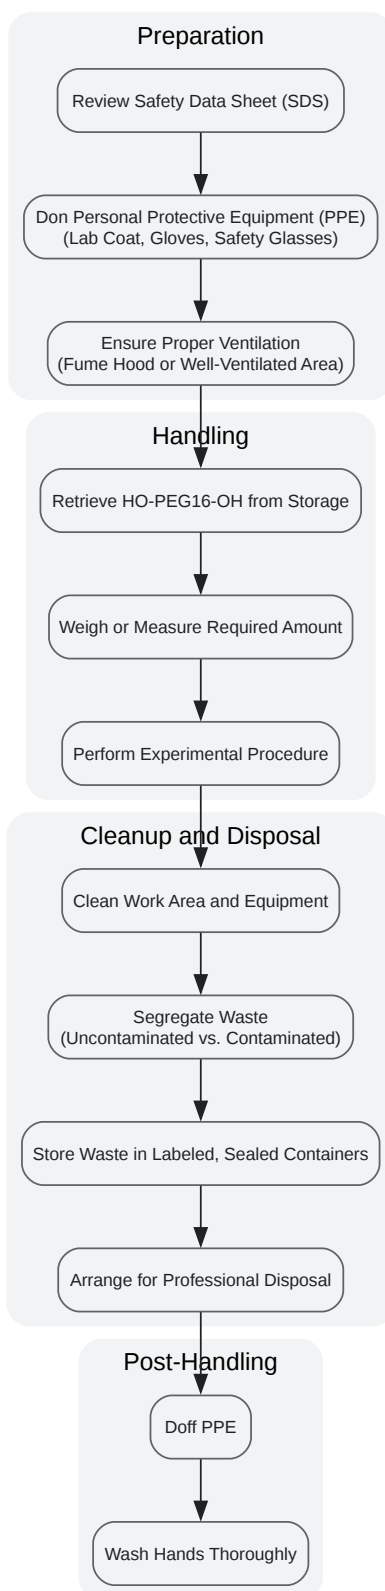 Preparation
Review Safety Data Sheet (SDS)
Don Personal Protective Equipment (PPE)
(Lab Coat, Gloves, Safety Glasses)
Ensure Proper Ventilation
(Fume Hood or Well-Ventilated Area)
Handling
Retrieve HO-PEG16-OH from Storage
Weigh or Measure Required Amount
Perform Experimental Procedure
Cleanup and Disposal
Clean Work Area and Equipment
Segregate Waste
(Uncontaminated vs. Contaminated)
Store Waste in Labeled, Sealed Containers
Arrange for Professional Disposal
Post-Handling
Doff PPE
Wash Hands Thoroughly